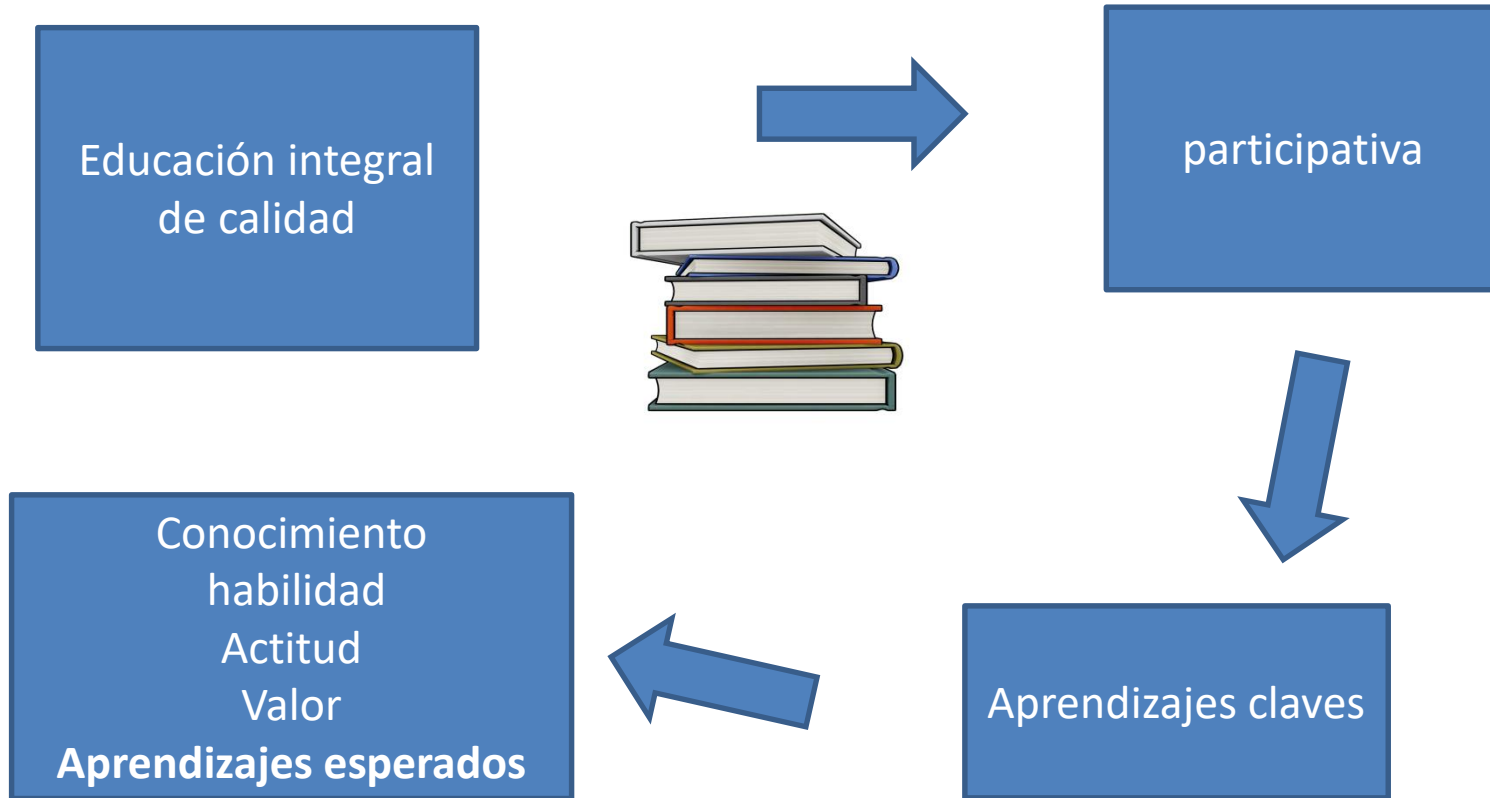 Educación integral
de calidad
participativa
Aprendizajes claves
Conocimiento
habilidad
Actitud
Valor
Aprendizajes esperados